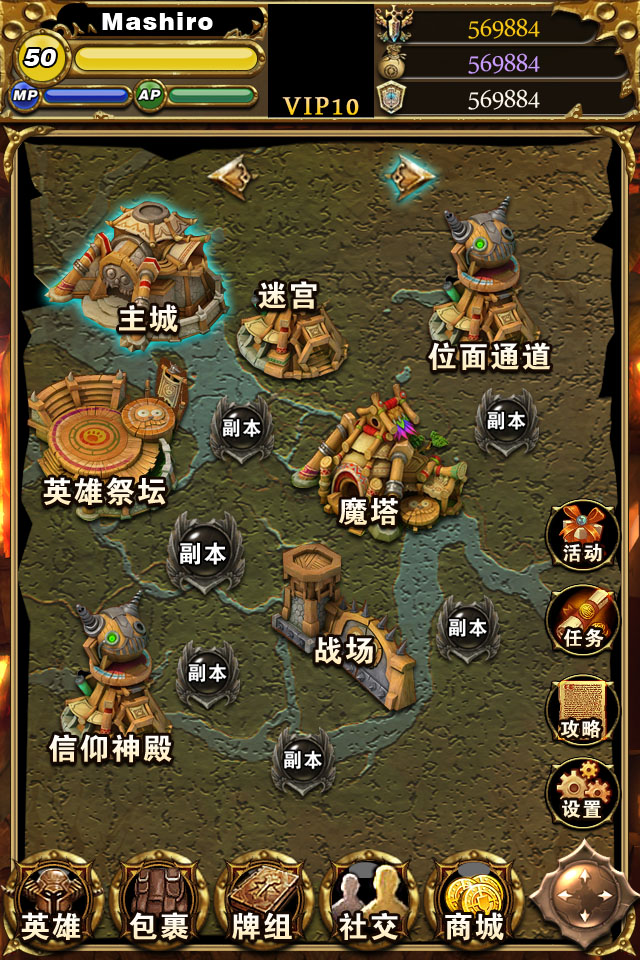 Mashiro
50
569884
569884
MP
AP
VIP10
569884
迷宫
主城
位面通道
副本
副本
英雄祭坛
魔塔
副本
活动
副本
任务
战场
副本
攻略
信仰神殿
副本
设置
英雄
包裹
牌组
社交
商城